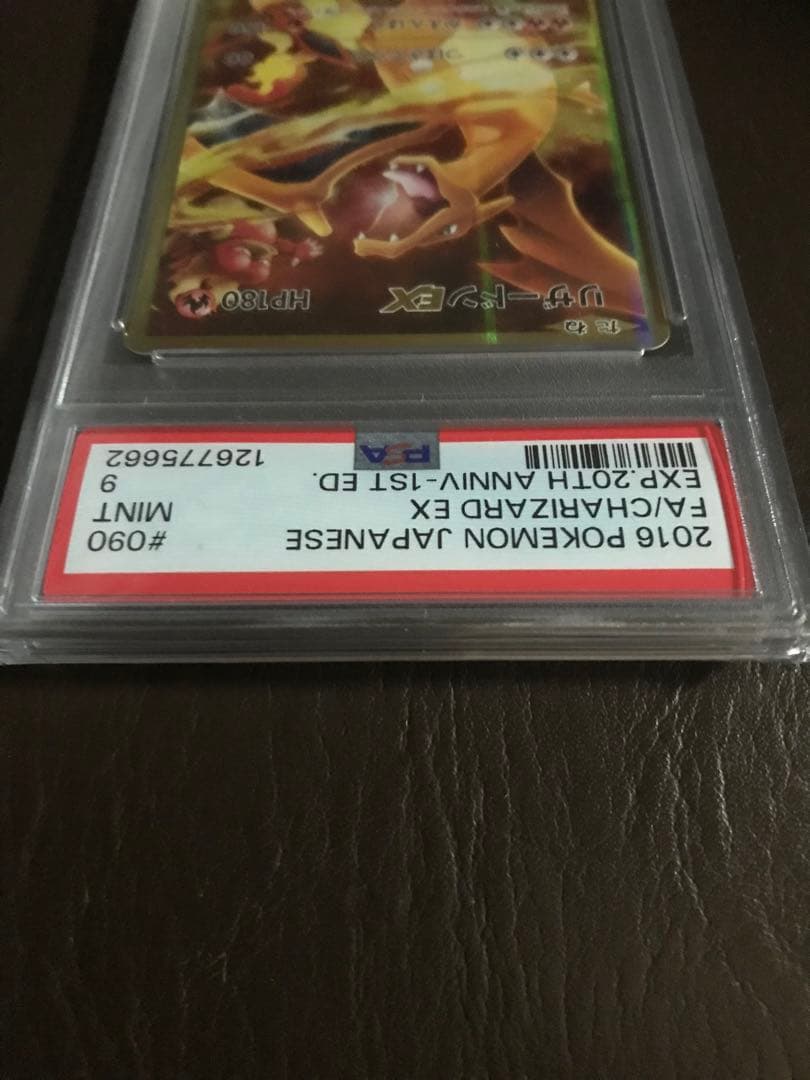 2016 POKEMON JAPANESE #090
FA/CHARIZARD EX MINT
EXP.20TH ANNIV-1ST ED. 9
PSA 126775662
たね
リザードンEX HP180